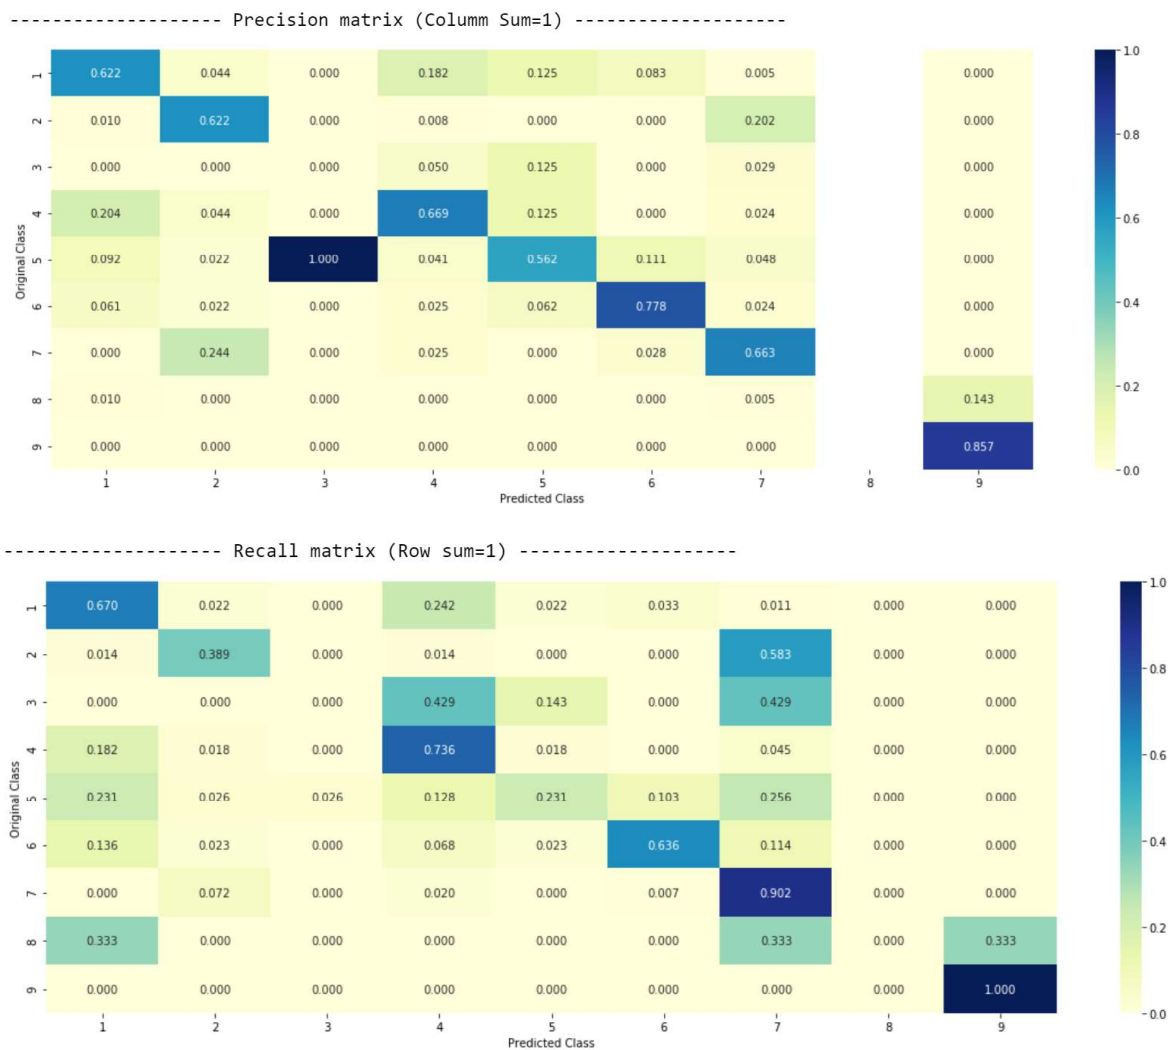 -------------------- Precision matrix (Columm Sum=1) --------------------
1 0.622 0.044 0.000 0.182 0.125 0.083 0.005 0.000
2 0.010 0.622 0.000 0.008 0.000 0.000 0.202 0.000
3 0.000 0.000 0.000 0.050 0.125 0.000 0.029 0.000
4 0.204 0.044 0.000 0.669 0.125 0.000 0.024 0.000
5 0.092 0.022 1.000 0.041 0.562 0.111 0.048 0.000
6 0.061 0.022 0.000 0.025 0.062 0.778 0.024 0.000
7 0.000 0.244 0.000 0.025 0.000 0.028 0.663 0.000
8 0.010 0.000 0.000 0.000 0.000 0.000 0.005 0.143
9 0.000 0.000 0.000 0.000 0.000 0.000 0.000 0.857
1 2 3 4 5 6 7 8 9
Predicted Class
Original Class
1.0
0.8
0.6
0.4
0.2
0.0
-------------------- Recall matrix (Row sum=1) --------------------
1 0.670 0.022 0.000 0.242 0.022 0.033 0.011 0.000 0.000
2 0.014 0.389 0.000 0.014 0.000 0.000 0.583 0.000 0.000
3 0.000 0.000 0.000 0.429 0.143 0.000 0.429 0.000 0.000
4 0.182 0.018 0.000 0.736 0.018 0.000 0.045 0.000 0.000
5 0.231 0.026 0.026 0.128 0.231 0.103 0.256 0.000 0.000
6 0.136 0.023 0.000 0.068 0.023 0.636 0.114 0.000 0.000
7 0.000 0.072 0.000 0.020 0.000 0.007 0.902 0.000 0.000
8 0.333 0.000 0.000 0.000 0.000 0.000 0.333 0.000 0.333
9 0.000 0.000 0.000 0.000 0.000 0.000 0.000 0.000 1.000
1 2 3 4 5 6 7 8 9
Predicted Class
Original Class
1.0
0.8
0.6
0.4
0.2
0.0